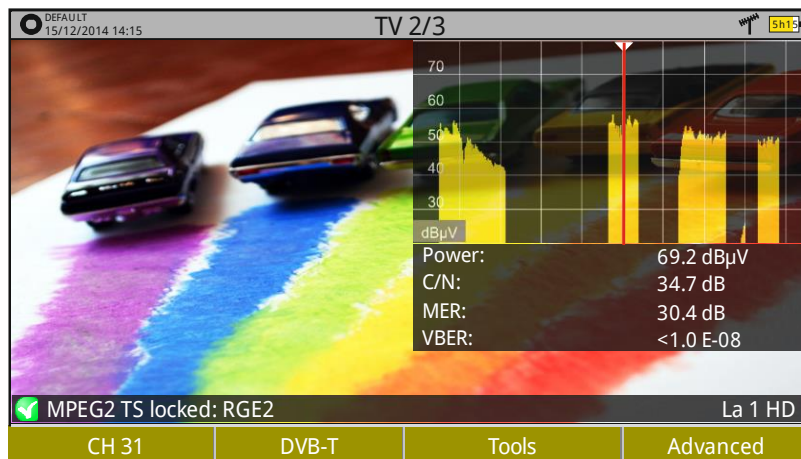 DEFAULT
15/12/2014 14:15
TV 2/3
5h15
70
60
50
40
30
dBµV
Power: 69.2 dBµV
C/N: 34.7 dB
MER: 30.4 dB
VBER: <1.0 E-08
MPEG2 TS locked: RGE2 La 1 HD
CH 31 DVB-T Tools Advanced